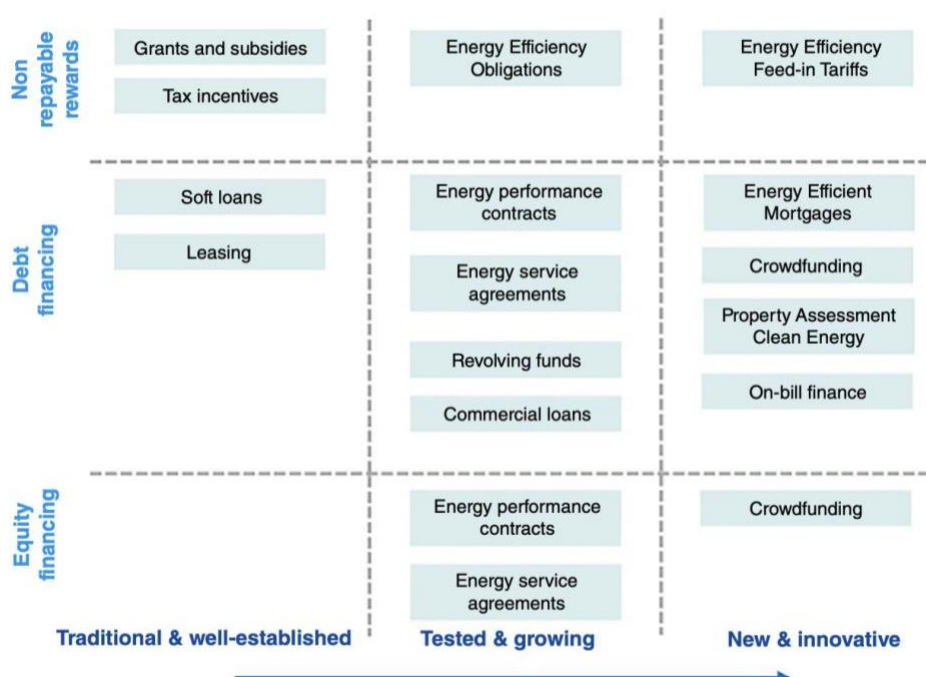 Non
repayable
rewards
Grants and subsidies
Tax incentives
Energy Efficiency
Obligations
Energy Efficiency
Feed-in Tariffs
Debt
financing
Soft loans
Leasing
Energy performance
contracts
Energy service
agreements
Revolving funds
Commercial loans
Energy Efficient
Mortgages
Crowdfunding
Property Assessment
Clean Energy
On-bill finance
Equity
financing
Energy performance
contracts
Energy service
agreements
Crowdfunding
Traditional & well-established
Tested & growing
New & innovative